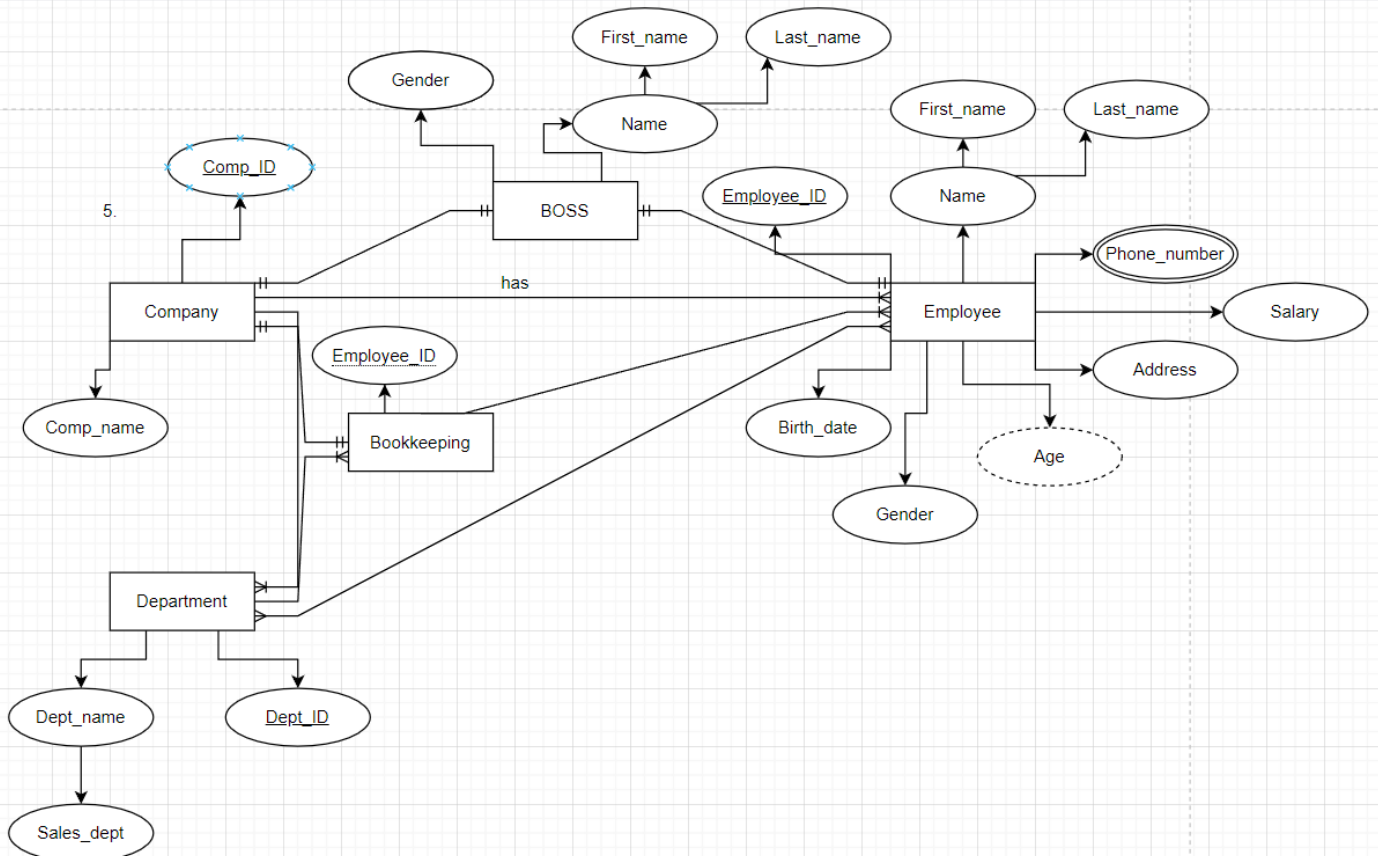 First_name
Last_name
Gender
Name
First_name
Last_name
Comp_ID
Employee_ID
Name
5.
BOSS
Phone_number
has
Company
Employee
Salary
Employee_ID
Address
Comp_name
Bookkeeping
Birth_date
Age
Gender
Department
Dept_name
Dept_ID
Sales_dept